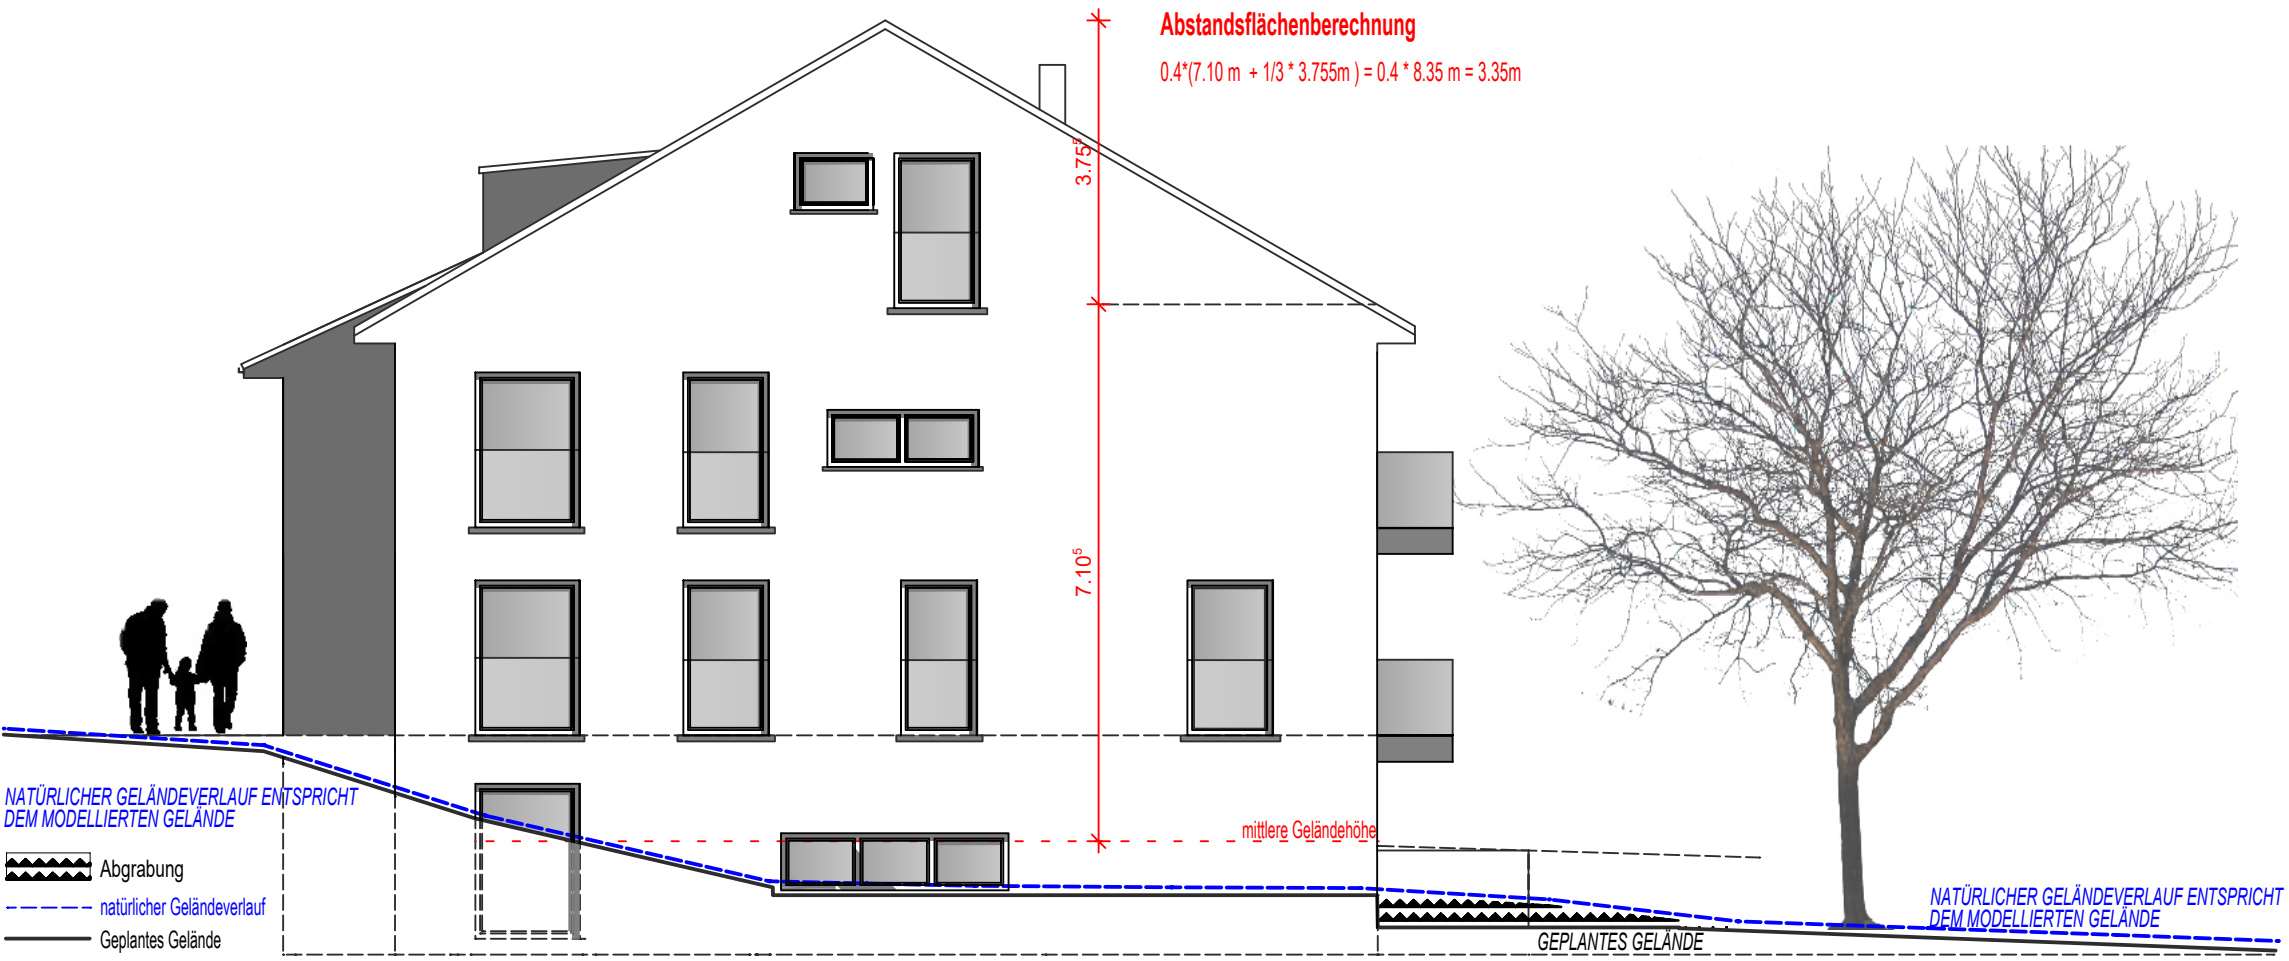 Abstandsflächenberechnung
0.4*(7.10 m + 1/3 * 3.755m ) = 0.4 * 8.35 m = 3.35m
3.75⁵
7.10⁵
mittlere Geländehöhe
NATÜRLICHER GELÄNDEVERLAUF ENTSPRICHT
DEM MODELLIERTEN GELÄNDE
Abgrabung
natürlicher Geländeverlauf
Geplantes Gelände
NATÜRLICHER GELÄNDEVERLAUF ENTSPRICHT
DEM MODELLIERTEN GELÄNDE
GEPLANTES GELÄNDE